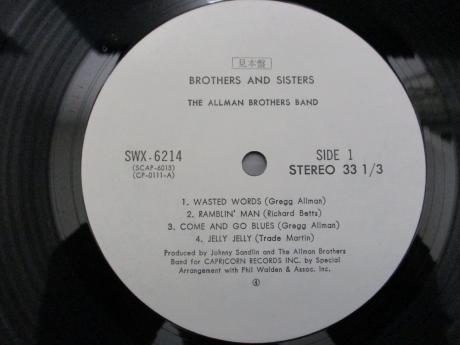 見本盤
BROTHERS AND SISTERS
THE ALLMAN BROTHERS BAND
SWX-6214
(SCAP-6013)
(CP-0111-A)
SIDE 1
STEREO 33 1/3
1. WASTED WORDS (Gregg Allman)
2. RAMBLIN' MAN (Richard Betts)
3. COME AND GO BLUES (Gregg Allman)
4. JELLY JELLY (Trade Martin)
Produced by Johnny Sandlin and The Allman Brothers
Band for CAPRICORN RECORDS INC. by Special
Arrangement with Phil Walden & Assoc. Inc.